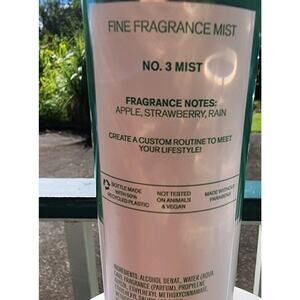 FINE FRAGRANCE MIST
NO. 3 MIST
FRAGRANCE NOTES:
APPLE, STRAWBERRY, RAIN
CREATE A CUSTOM ROUTINE TO MEET
YOUR LIFESTYLE!
BOTTLE MADE
WITH 50%
RECYCLED PLASTIC
NOT TESTED
ON ANIMALS
& VEGAN
MADE WITHOUT
PARABENS
INGREDIENTS: ALCOHOL DENAT., WATER (AQUA
FRAGRANCE (PARFUM), PROPYLENE
ETHYLHEXYL METHOXYCINNAMATE,